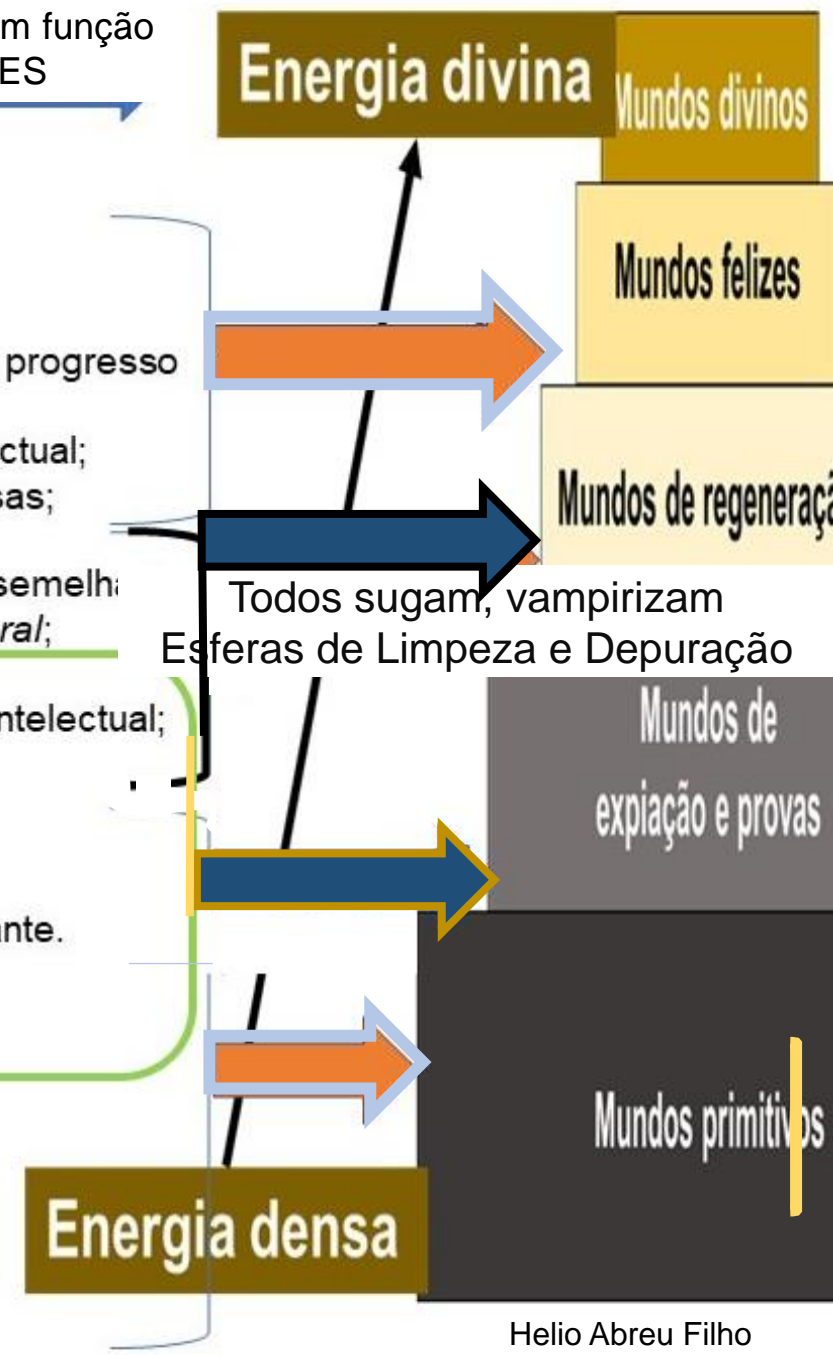 m função
ES
Energia divina
Mundos divinos
Mundos felizes
progresso
ctual;
sas;
Mundos de regeneraçã
semelha
ral;
Todos sugam, vampirizam
Esferas de Limpeza e Depuração
ntelectual;
Mundos de
expiação e provas
ante.
Mundos primitivos
Energia densa
Helio Abreu Filho